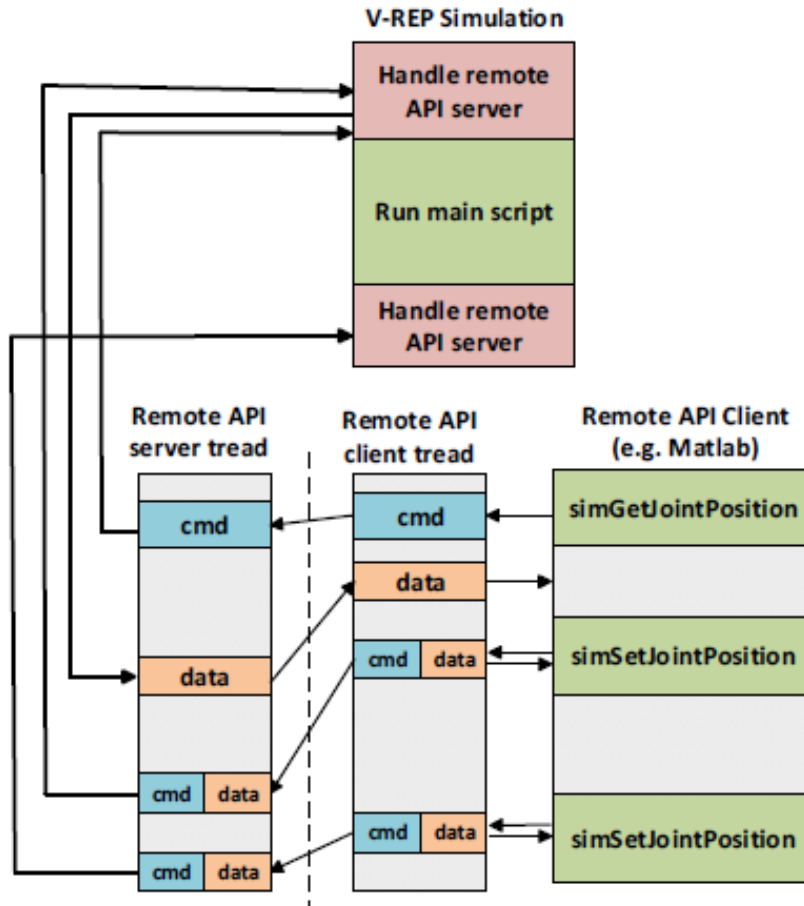 V-REP Simulation
Handle remote
API server
Run main script
Handle remote
API server
Remote API
server tread
cmd
data
cmd data
cmd data
Remote API
client tread
cmd
data
cmd data
cmd data
Remote API Client
(e.g. Matlab)
simGetJointPosition
simSetJointPosition
simSetJointPosition